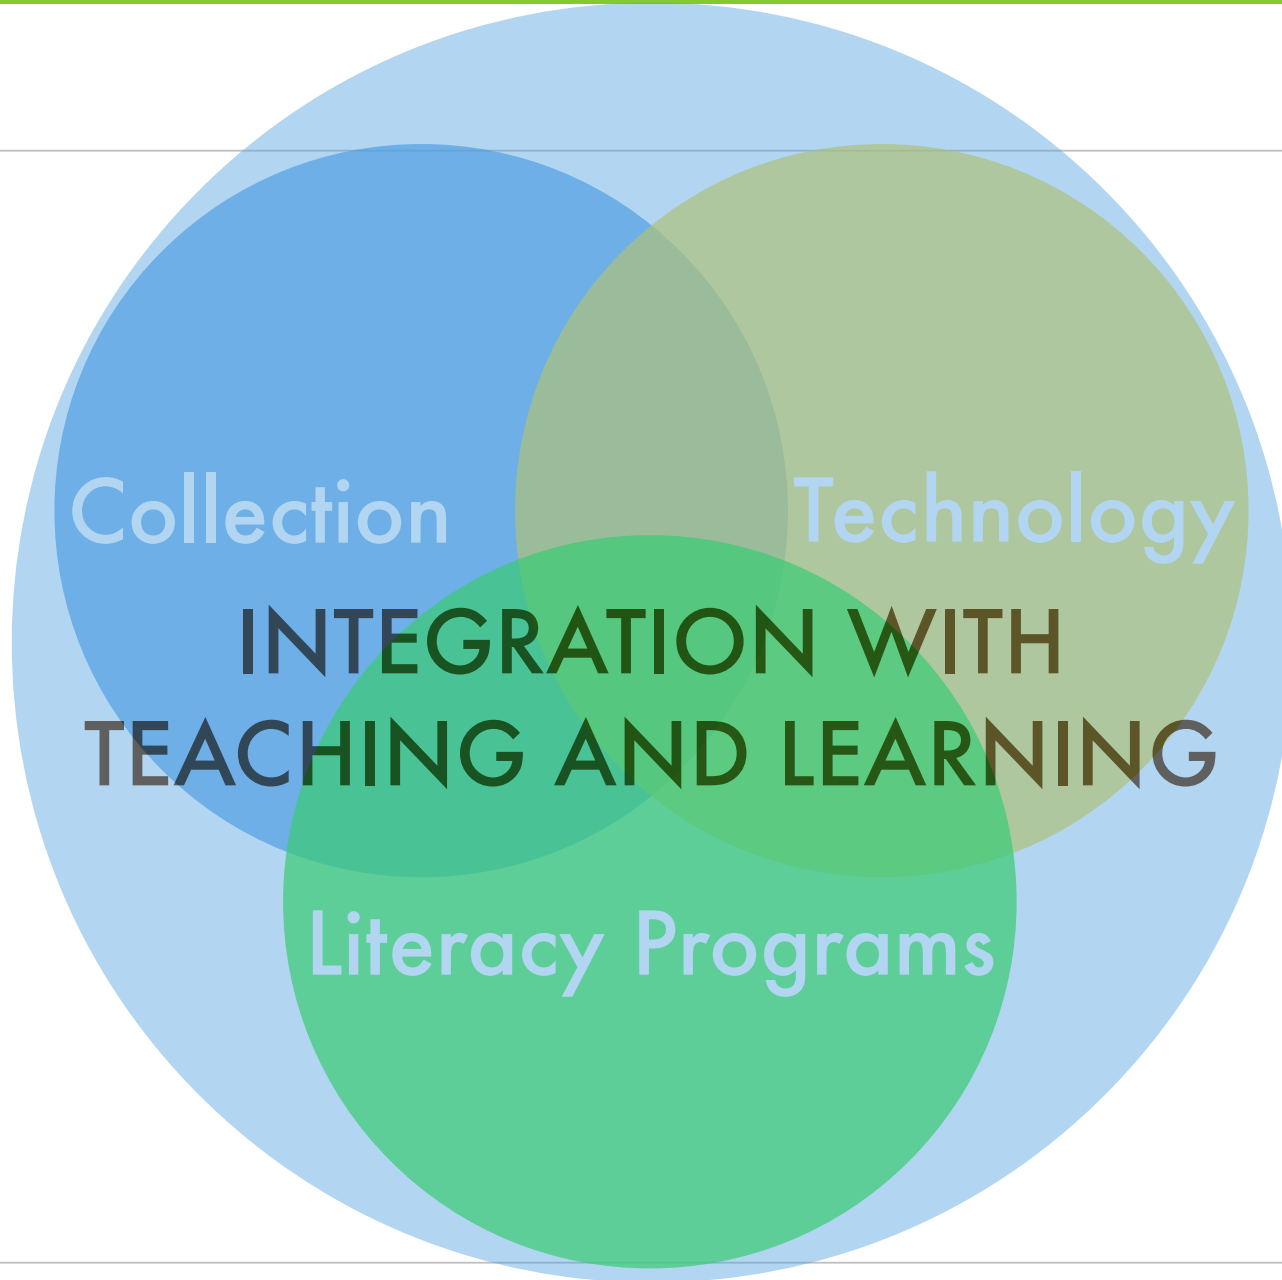 Collection
Technology
INTEGRATION WITH
TEACHING AND LEARNING
Literacy Programs